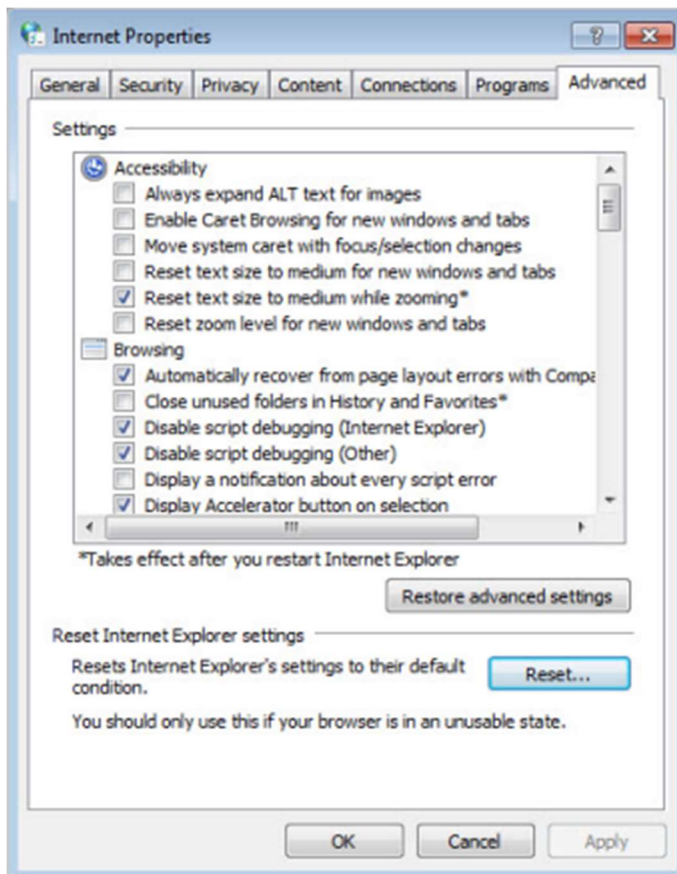 Internet Properties
General Security Privacy Content Connections Programs Advanced
Settings
Accessibility
Always expand ALT text for images
Enable Caret Browsing for new windows and tabs
Move system caret with focus/selection changes
Reset text size to medium for new windows and tabs
Reset text size to medium while zooming*
Reset zoom level for new windows and tabs
Browsing
Automatically recover from page layout errors with Compa
Close unused folders in History and Favorites*
Disable script debugging (Internet Explorer)
Disable script debugging (Other)
Display a notification about every script error
Display Accelerator button on selection
*Takes effect after you restart Internet Explorer
Restore advanced settings
Reset Internet Explorer settings
Resets Internet Explorer's settings to their default
condition.
Reset...
You should only use this if your browser is in an unusable state.
OK Cancel Apply